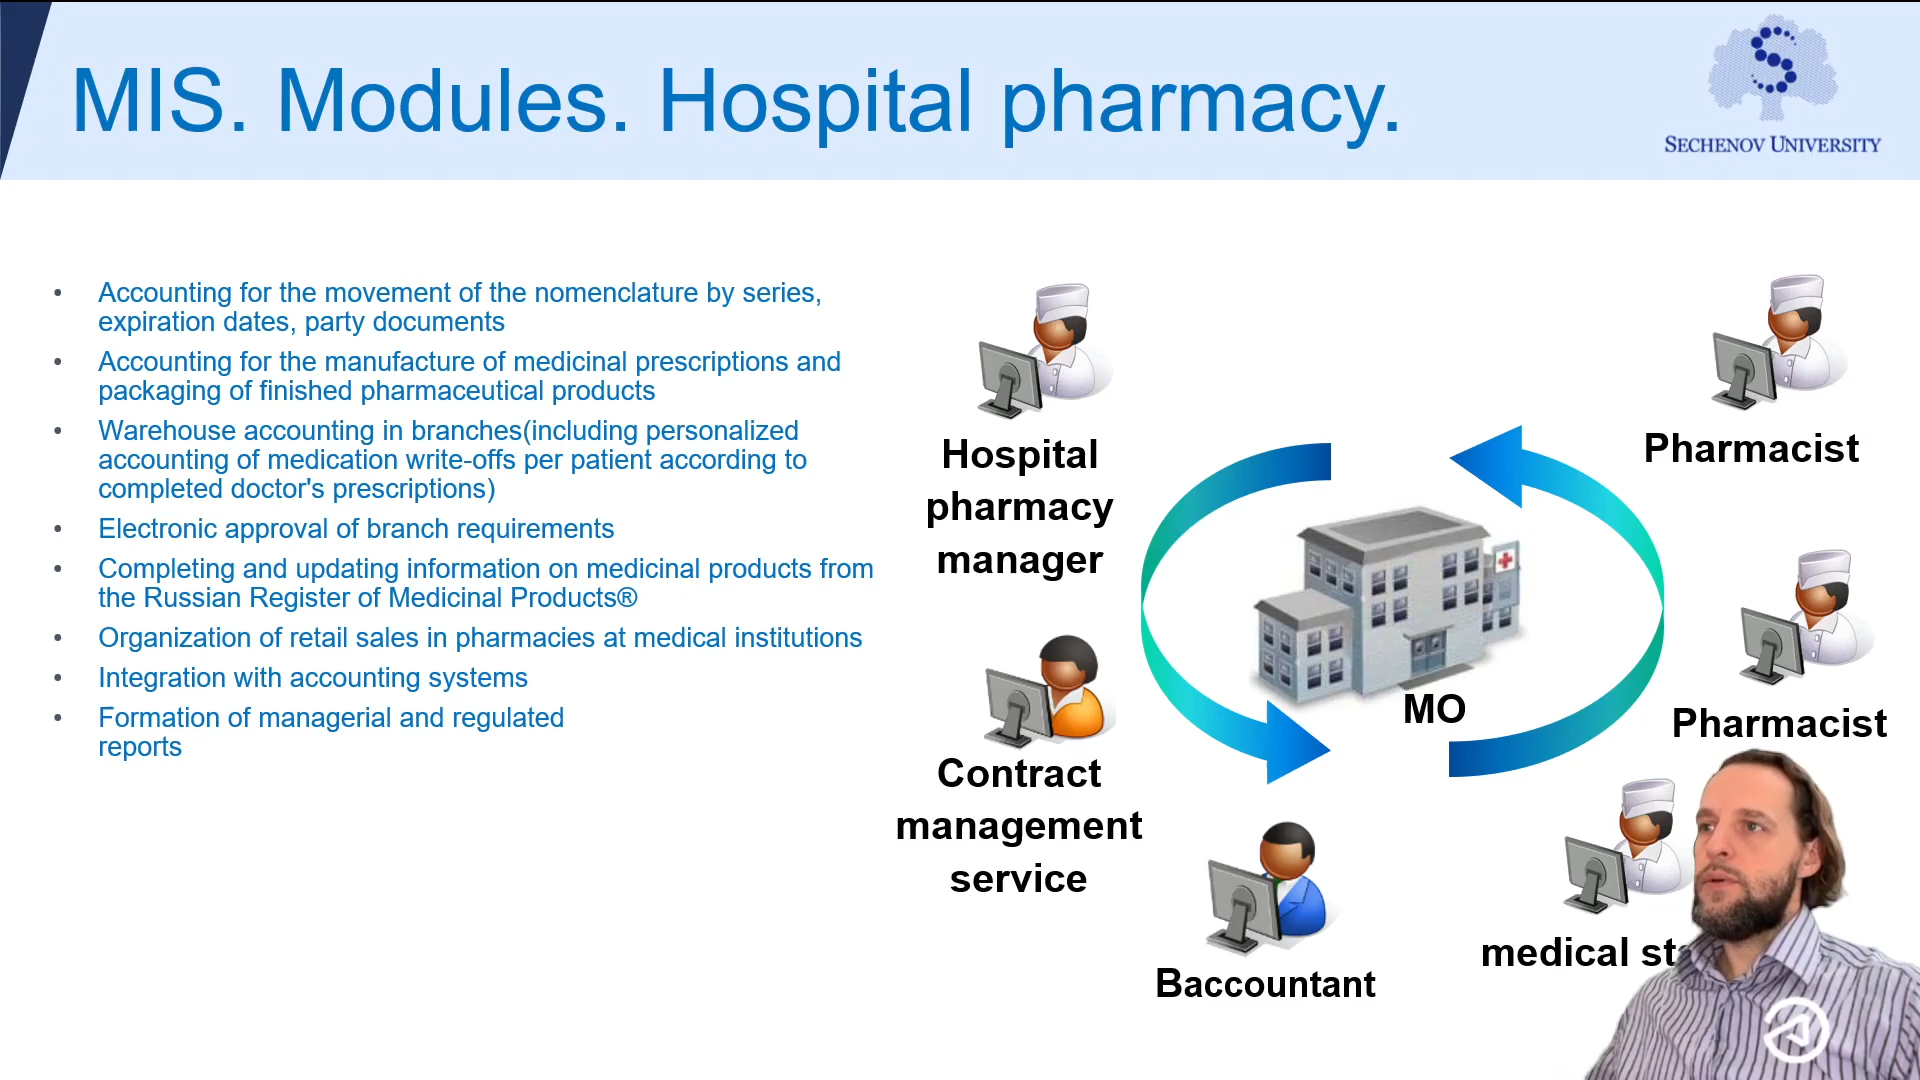 MIS. Modules. Hospital pharmacy.
SECHENOV UNIVERSITY
• Accounting for the movement of the nomenclature by series,
expiration dates, party documents
• Accounting for the manufacture of medicinal prescriptions and
packaging of finished pharmaceutical products
• Warehouse accounting in branches(including personalized
accounting of medication write-offs per patient according to
completed doctor's prescriptions)
• Electronic approval of branch requirements
• Completing and updating information on medicinal products from
the Russian Register of Medicinal Products®
• Organization of retail sales in pharmacies at medical institutions
• Integration with accounting systems
• Formation of managerial and regulated
reports
Hospital
pharmacy
manager
Contract
management
service
Baccountant
MO
Pharmacist
Pharmacist
medical